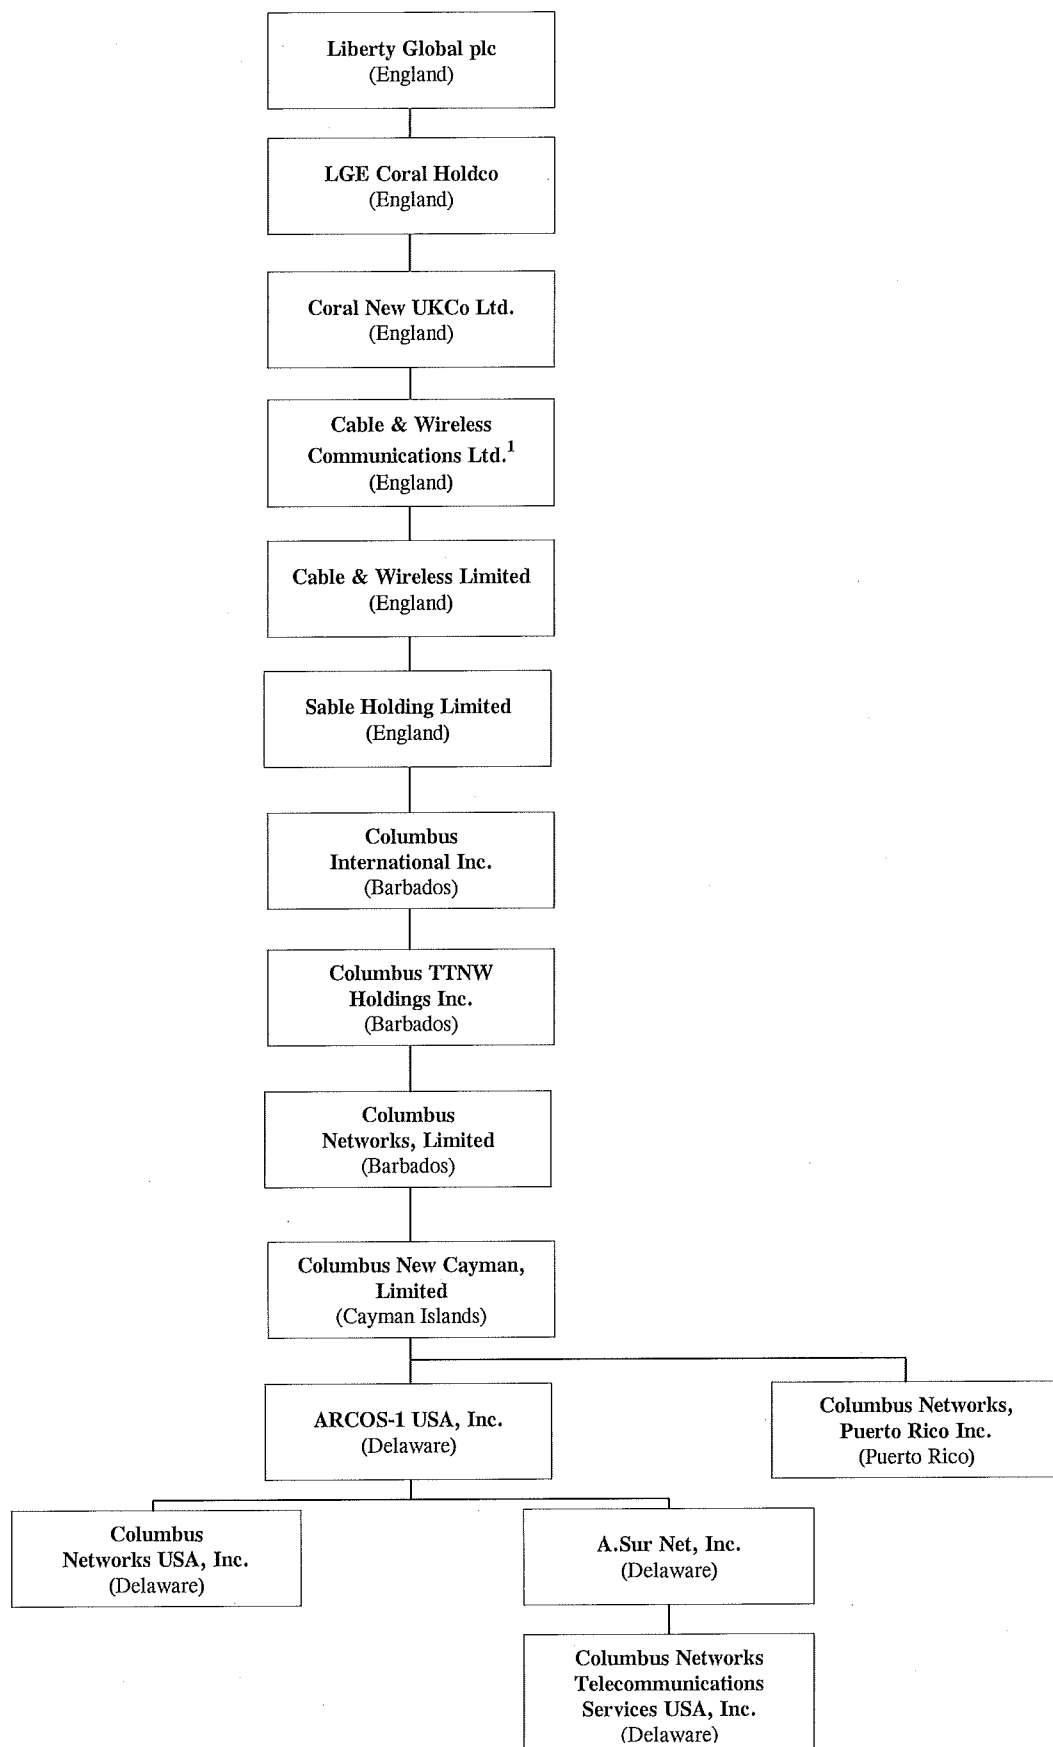 Liberty Global plc
(England)
LGE Coral Holdco
(England)
Coral New UKCo Ltd.
(England)
Cable & Wireless
Communications Ltd.1
(England)
Cable & Wireless Limited
(England)
Sable Holding Limited
(England)
Columbus
International Inc.
(Barbados)
Columbus TTNW
Holdings Inc.
(Barbados)
Columbus
Networks, Limited
(Barbados)
Columbus New Cayman,
Limited
(Cayman Islands)
ARCOS-1 USA, Inc.
(Delaware)
Columbus Networks,
Puerto Rico Inc.
(Puerto Rico)
Columbus
Networks USA, Inc.
(Delaware)
A.Sur Net, Inc.
(Delaware)
Columbus Networks
Telecommunications
Services USA, Inc.
(Delaware)